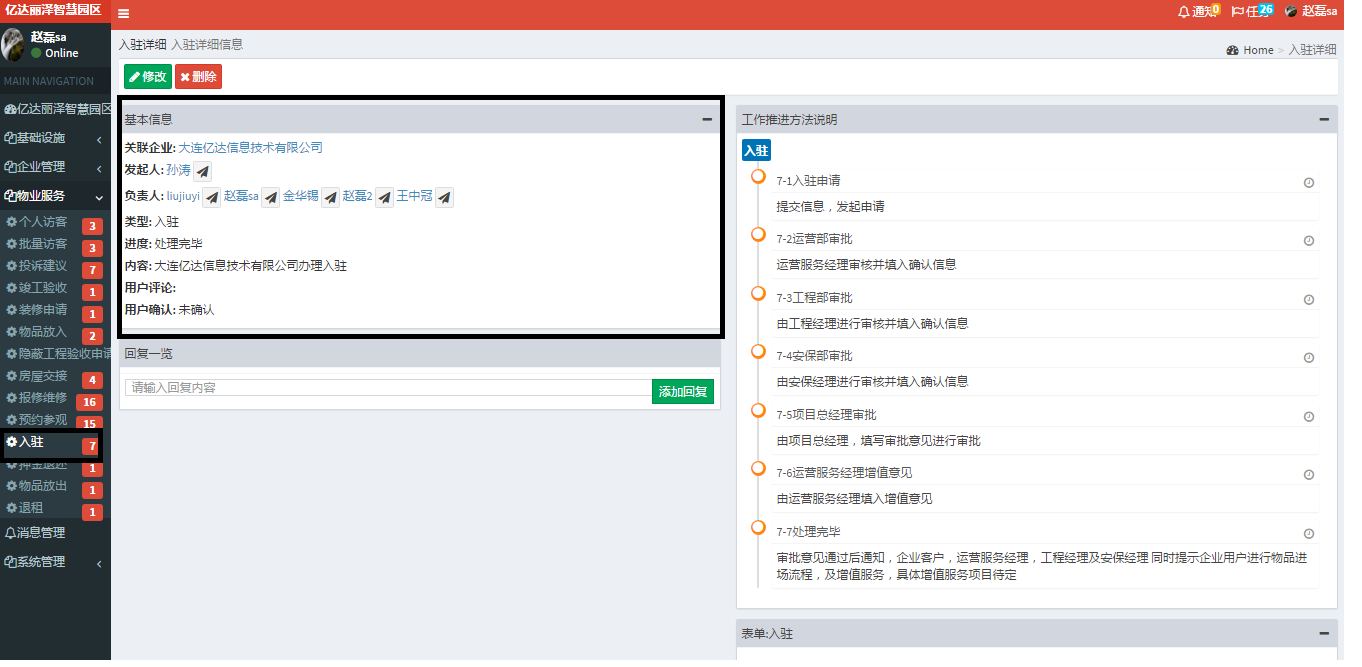 亿达丽泽智慧园区
通知 0
任务 26
赵磊sa
赵磊sa
Online
MAIN NAVIGATION
亿达丽泽智慧园区
基础设施
企业管理
物业服务
个人访客 3
批量访客 3
投诉建议 7
竣工验收 1
装修申请 1
物品放入 2
隐蔽工程验收申请
房屋交接 4
报修维修 16
预约参观 15
入驻 7
押金退还 1
物品放出 1
退租 1
消息管理
系统管理
入驻详细 入驻详细信息
Home > 入驻详细
修改 删除
基本信息
关联企业: 大连亿达信息技术有限公司
发起人: 孙涛
负责人: liujiuyi 赵磊sa 金华锡 赵磊2 王中冠
类型: 入驻
进度: 处理完毕
内容: 大连亿达信息技术有限公司办理入驻
用户评论:
用户确认: 未确认
回复一览
请输入回复内容
添加回复
工作推进方法说明
入驻
7-1入驻申请
提交信息，发起申请
7-2运营部审批
运营服务经理审核并填入确认信息
7-3工程部审批
由工程经理进行审核并填入确认信息
7-4安保部审批
由安保经理进行审核并填入确认信息
7-5项目总经理审批
由项目总经理，填写审批意见进行审批
7-6运营服务经理增值意见
由运营服务经理填入增值意见
7-7处理完毕
审批意见通过后通知，企业客户，运营服务经理，工程经理及安保经理 同时提示企业用户进行物品进
场流程，及增值服务，具体增值服务项目待定
表单:入驻